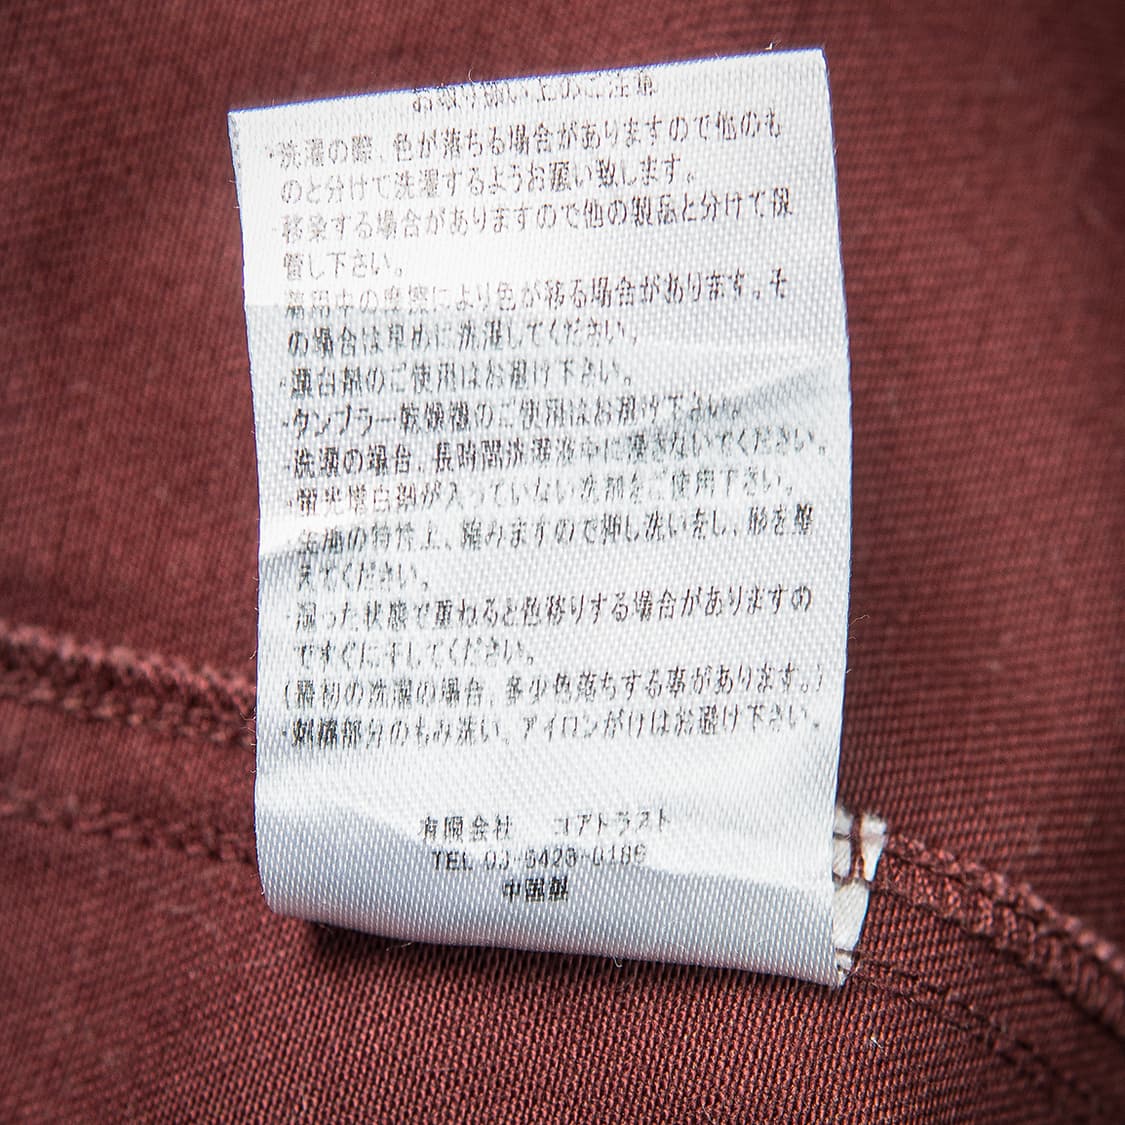 お取り扱い上のご注意
・洗濯の際、色が落ちる場合がありますので他のも
のと分けて洗濯するようお願い致します。
・移染する場合がありますので他の製品と分けて保
管し下さい。
着用中の摩擦により色が移る場合があります。そ
の場合は早めに洗濯してください。
・漂白剤のご使用はお避け下さい。
・タンブラー乾燥機のご使用はお避け下さい。
・洗濯の場合、長時間洗濯液中に浸さないでください。
・蛍光増白剤が入っていない洗剤をご使用下さい。
生地の特性上、縮みますので押し洗いをし、形を整
えてください。
・湿った状態で重ねると色移りする場合がありますの
ですぐに干してください。
(最初の洗濯の場合、多少色落ちする事があります。)
・刺繍部分のもみ洗い、アイロンがけはお避け下さい。
有限会社 コアトラスト
TEL 03-5428-0186
中国製